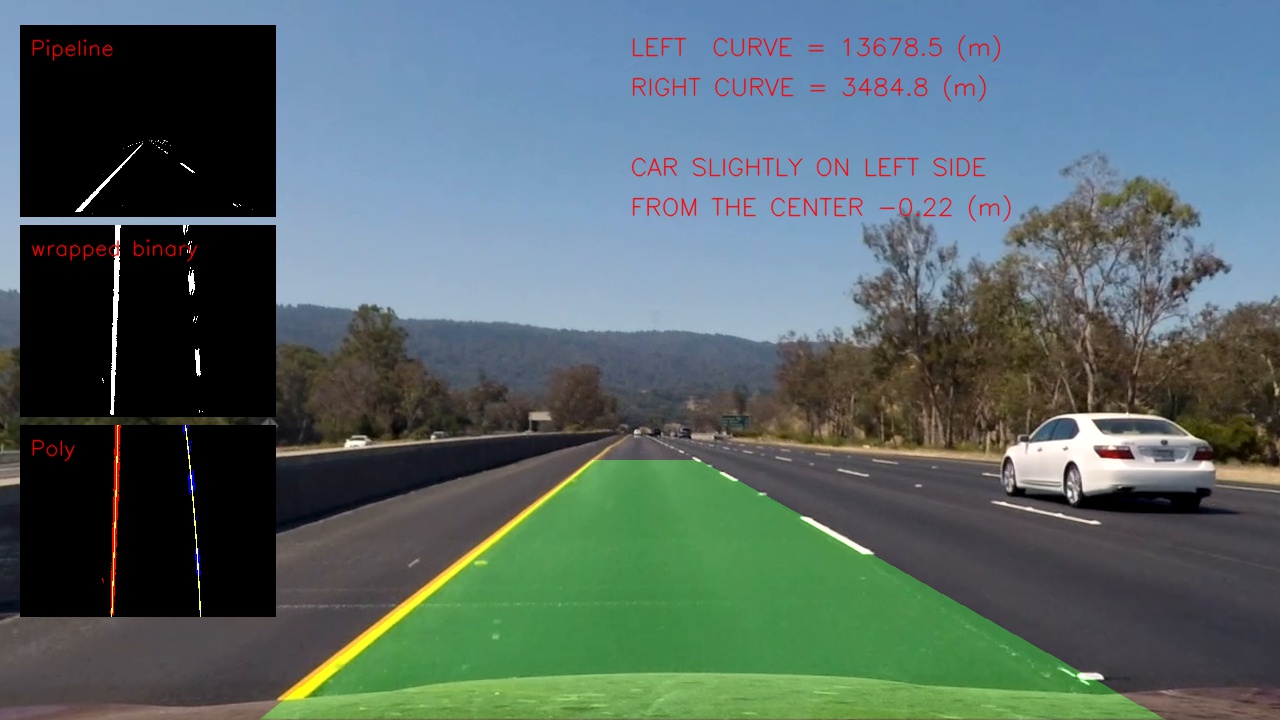 Pipeline
LEFT CURVE = 13678.5 (m)
RIGHT CURVE = 3484.8 (m)
CAR SLIGHTLY ON LEFT SIDE
FROM THE CENTER -0.22 (m)
wrapped binary
Poly